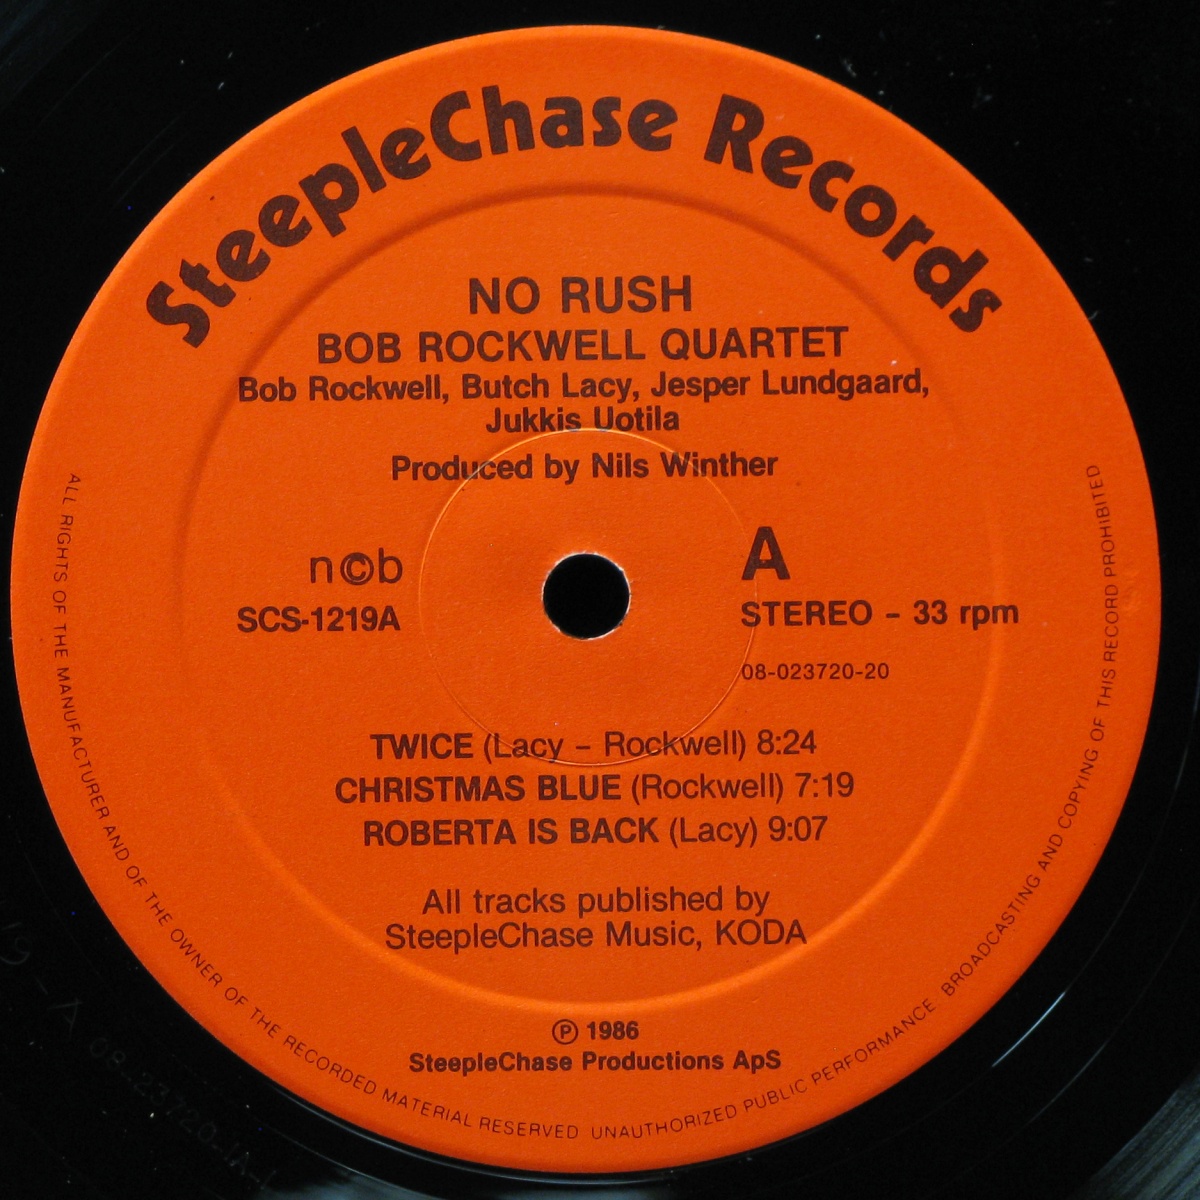 SteepleChase Records
NO RUSH
BOB ROCKWELL QUARTET
Bob Rockwell, Butch Lacy, Jesper Lundgaard,
Jukkis Uotila
Produced by Nils Winther
n©b
SCS-1219A
A
STEREO – 33 rpm
08-023720-20
TWICE (Lacy – Rockwell) 8:24
CHRISTMAS BLUE (Rockwell) 7:19
ROBERTA IS BACK (Lacy) 9:07
All tracks published by
SteepleChase Music, KODA
℗ 1986
SteepleChase Productions ApS
ALL RIGHTS OF THE MANUFACTURER AND OF THE OWNER OF THE RECORDED MATERIAL RESERVED UNAUTHORIZED PUBLIC PERFORMANCE BROADCASTING AND COPYING OF THIS RECORD PROHIBITED